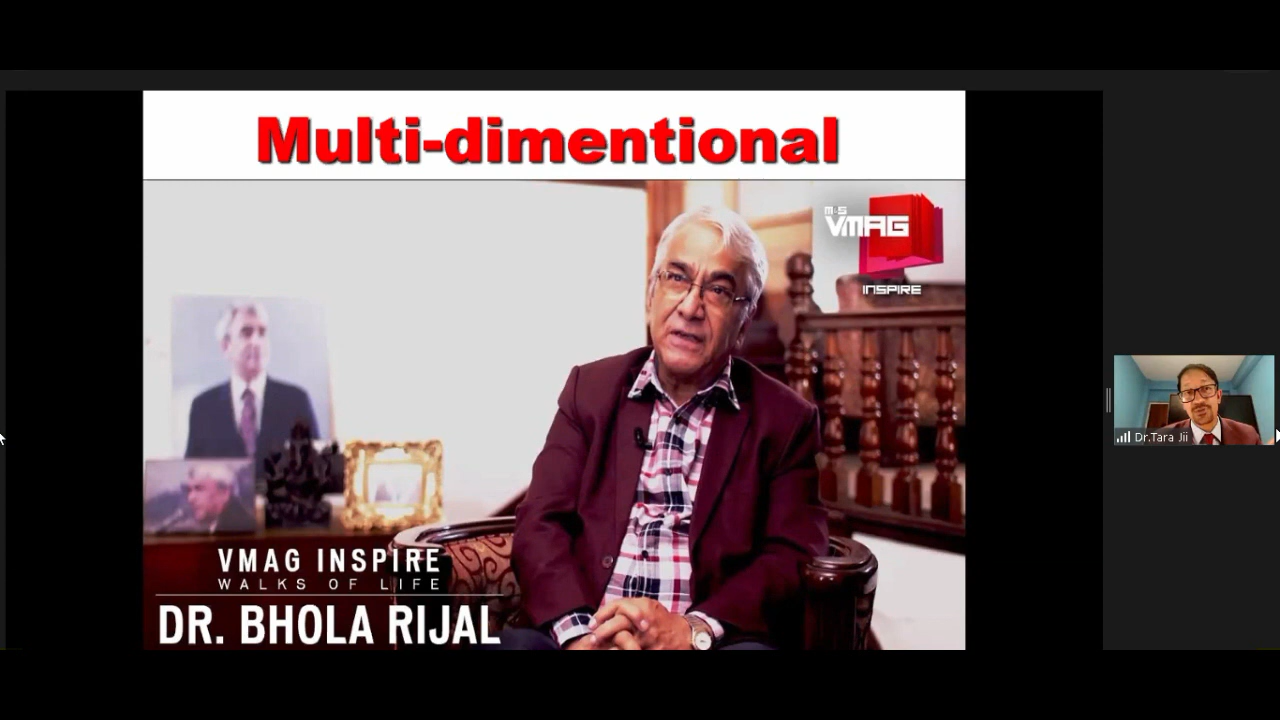 Multi-dimentional
M&S
VMAG
INSPIRE
VMAG INSPIRE
WALKS OF LIFE
DR. BHOLA RIJAL
Dr.Tara Jii